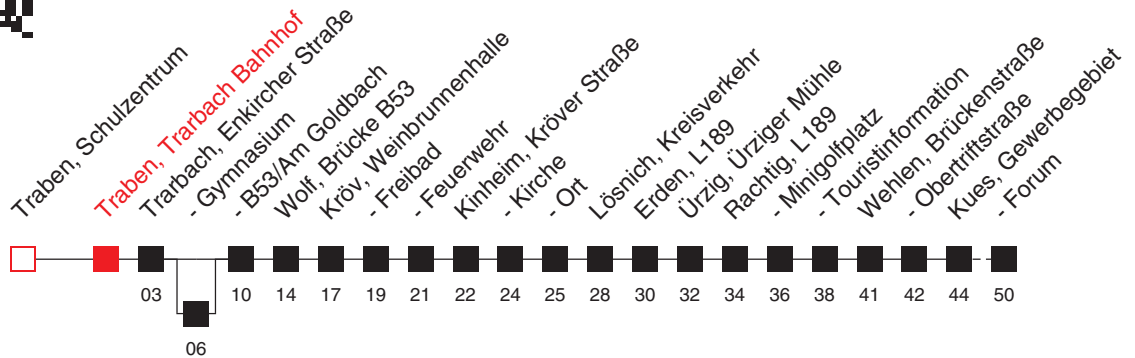 Traben, Schulzentrum
Traben, Trarbach Bahnhof
Trarbach, Enkircher Straße
- Gymnasium
- B53/Am Goldbach
Wolf, Brücke B53
Kröv, Weinbrunnenhalle
- Freibad
- Feuerwehr
Kinheim, Kröver Straße
- Kirche
- Ort
Lösnich, Kreisverkehr
Erden, L189
Ürzig, Ürziger Mühle
Rachtig, L189
- Minigolfplatz
- Touristinformation
Wehlen, Brückenstraße
- Obertriftstraße
Kues, Gewerbegebiet
- Forum
03 10 14 17 19 21 22 24 25 28 30 32 34 36 38 41 42 44 50
06